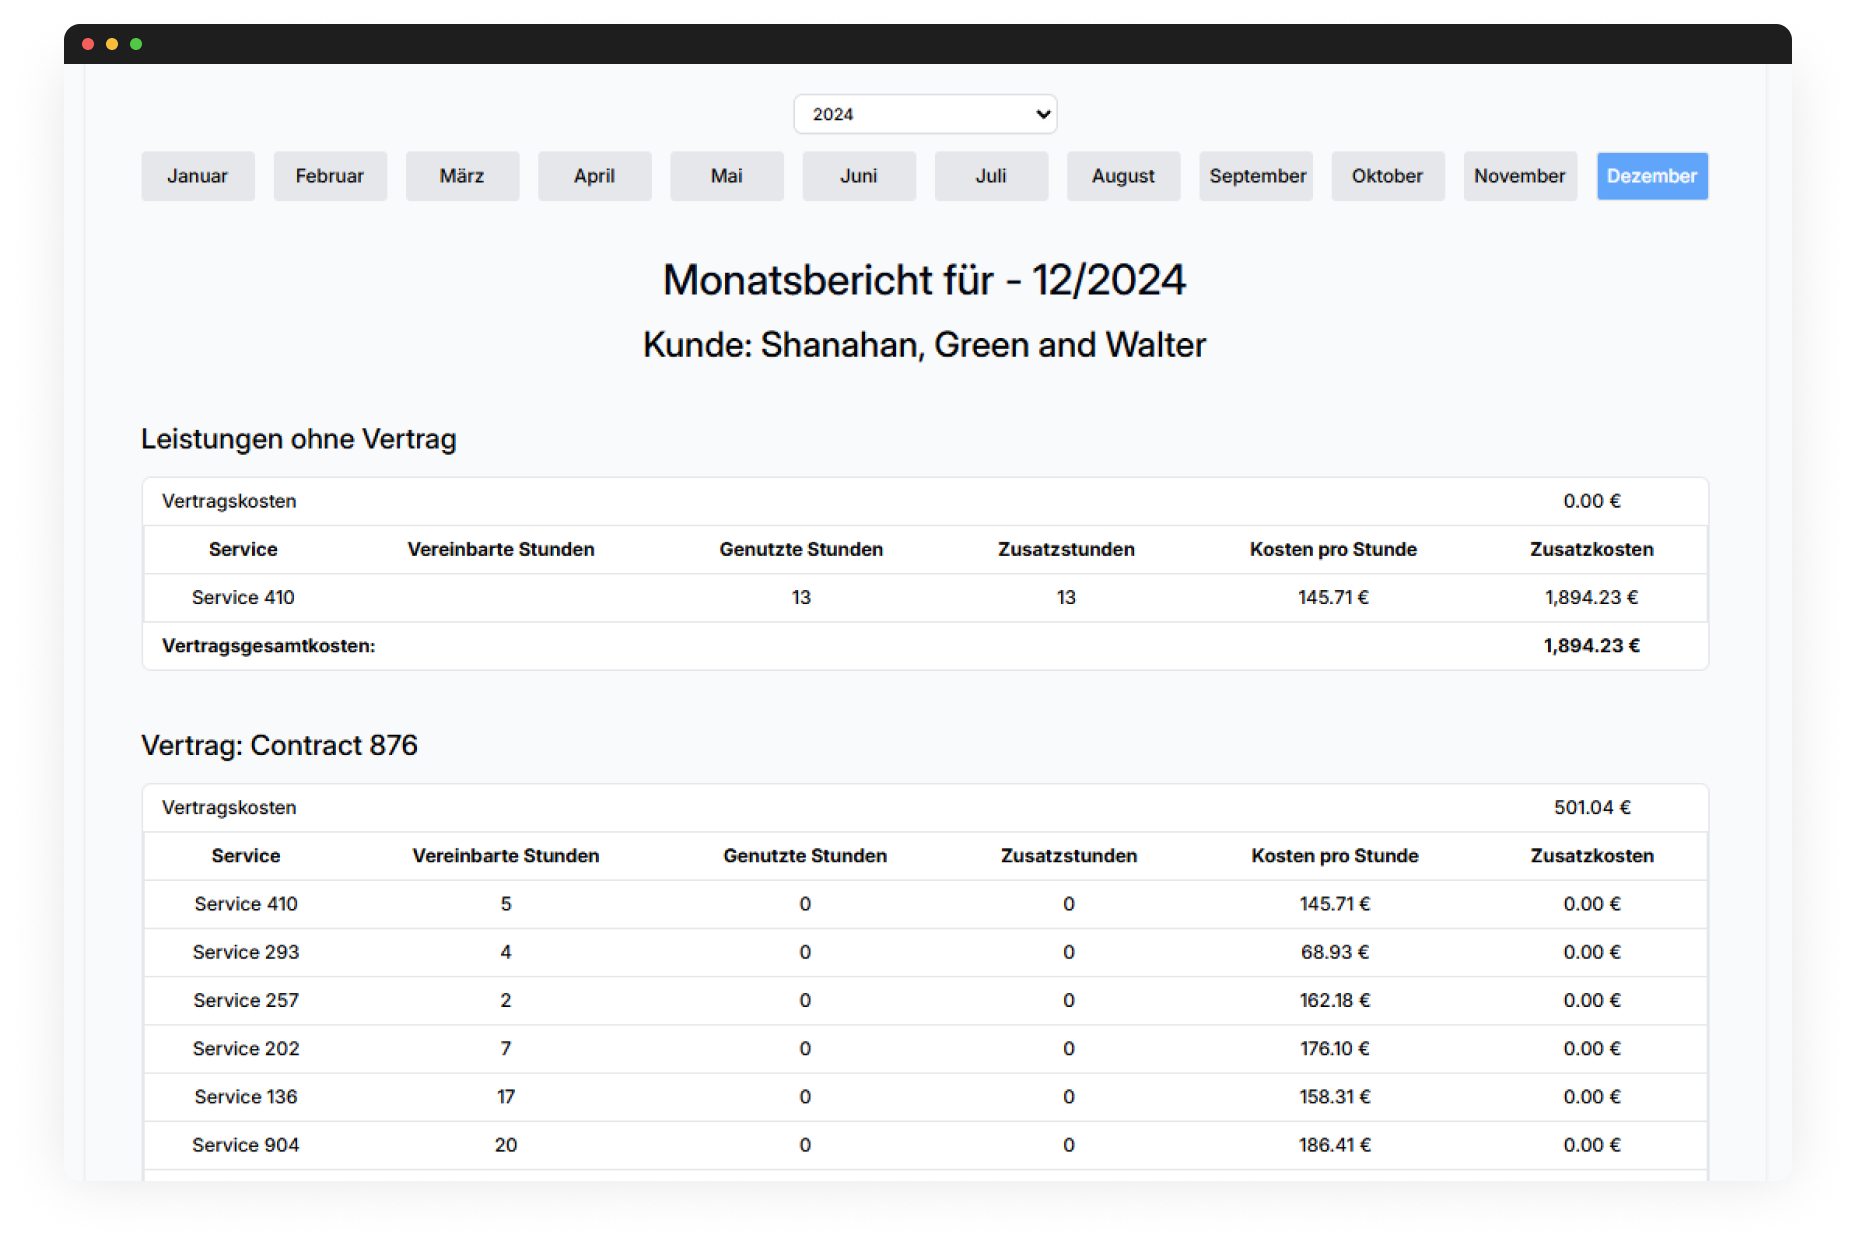 2024
Januar Februar März April Mai Juni Juli August September Oktober November Dezember
Monatsbericht für - 12/2024
Kunde: Shanahan, Green and Walter
Leistungen ohne Vertrag
Vertragskosten 0.00 €
Service Vereinbarte Stunden Genutzte Stunden Zusatzstunden Kosten pro Stunde Zusatzkosten
Service 410 13 13 145.71 € 1,894.23 €
Vertragsgesamtkosten: 1,894.23 €
Vertrag: Contract 876
Vertragskosten 501.04 €
Service Vereinbarte Stunden Genutzte Stunden Zusatzstunden Kosten pro Stunde Zusatzkosten
Service 410 5 0 0 145.71 € 0.00 €
Service 293 4 0 0 68.93 € 0.00 €
Service 257 2 0 0 162.18 € 0.00 €
Service 202 7 0 0 176.10 € 0.00 €
Service 136 17 0 0 158.31 € 0.00 €
Service 904 20 0 0 186.41 € 0.00 €